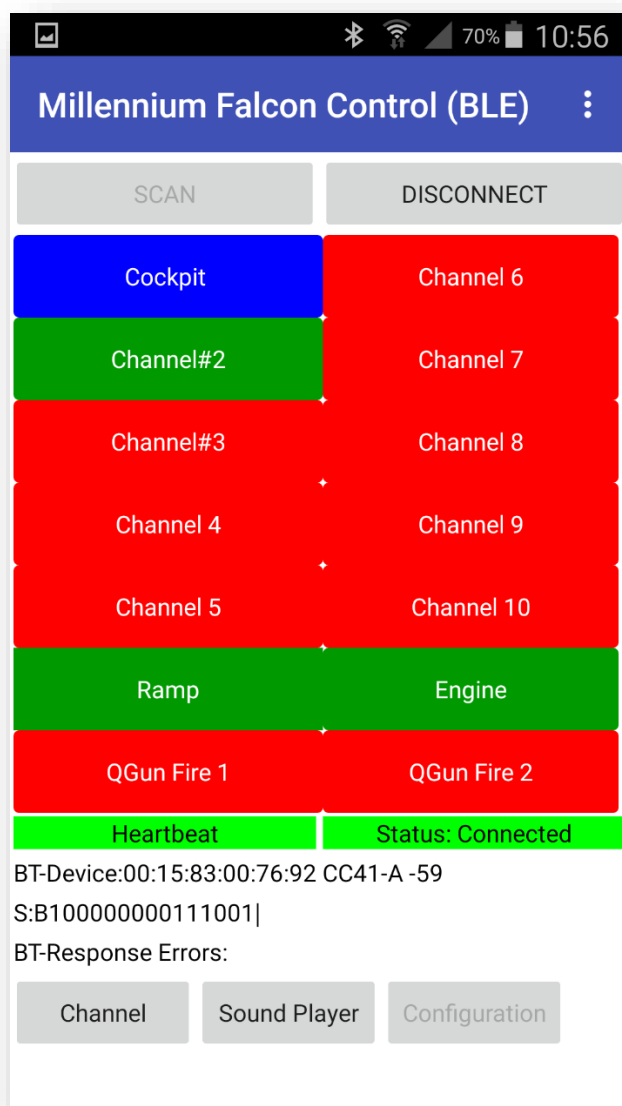 70% 10:56
Millennium Falcon Control (BLE)
SCAN DISCONNECT
Cockpit Channel 6
Channel#2 Channel 7
Channel#3 Channel 8
Channel 4 Channel 9
Channel 5 Channel 10
Ramp Engine
QGun Fire 1 QGun Fire 2
Heartbeat Status: Connected
BT-Device:00:15:83:00:76:92 CC41-A -59
S:B100000000111001|
BT-Response Errors:
Channel Sound Player Configuration